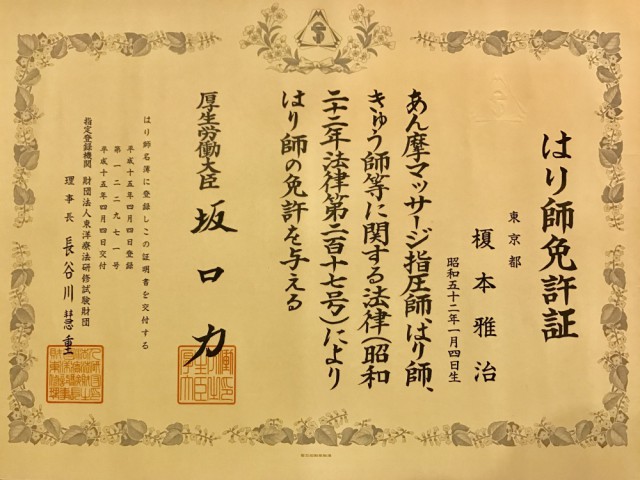 はり師免許証
東京都
榎本雅治
昭和五十二年一月四日生
あん摩マッサージ指圧師、はり師、
きゅう師等に関する法律（昭和
二十二年法律第二百十七号）により
はり師の免許を与える
厚生労働大臣 坂口力
はり師名簿に登録しこの証明書を交付する
平成十五年四月四日登録
第一二二九七一号
平成十五年四月四日交付
指定登録機関 財団法人東洋療法研修試験財団
理事長 長谷川慧重